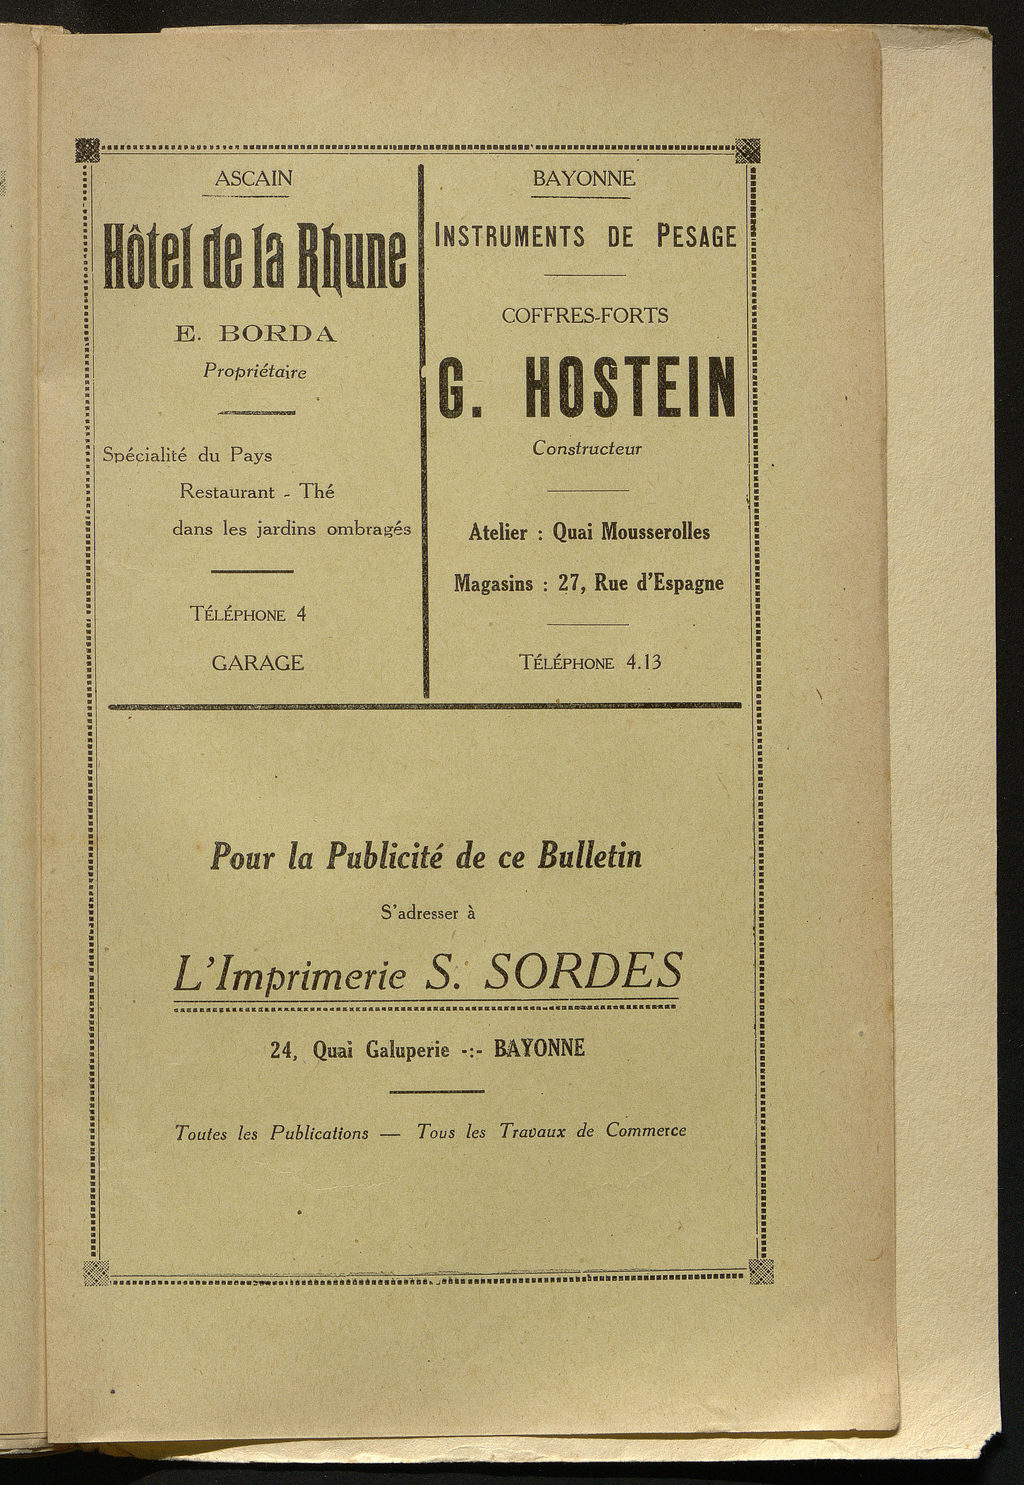 ASCAIN
Hôtel de la Rhune
E. BORDA
Propriétaire
Spécialité du Pays
Restaurant - Thé
dans les jardins ombragés
TÉLÉPHONE 4
GARAGE
BAYONNE
INSTRUMENTS DE PESAGE
COFFRES-FORTS
G. HOSTEIN
Constructeur
Atelier : Quai Mousserolles
Magasins : 27, Rue d'Espagne
TÉLÉPHONE 4.13
Pour la Publicité de ce Bulletin
S'adresser à
L'Imprimerie S. SORDES
24, Quai Galuperie -:- BAYONNE
Toutes les Publications — Tous les Travaux de Commerce